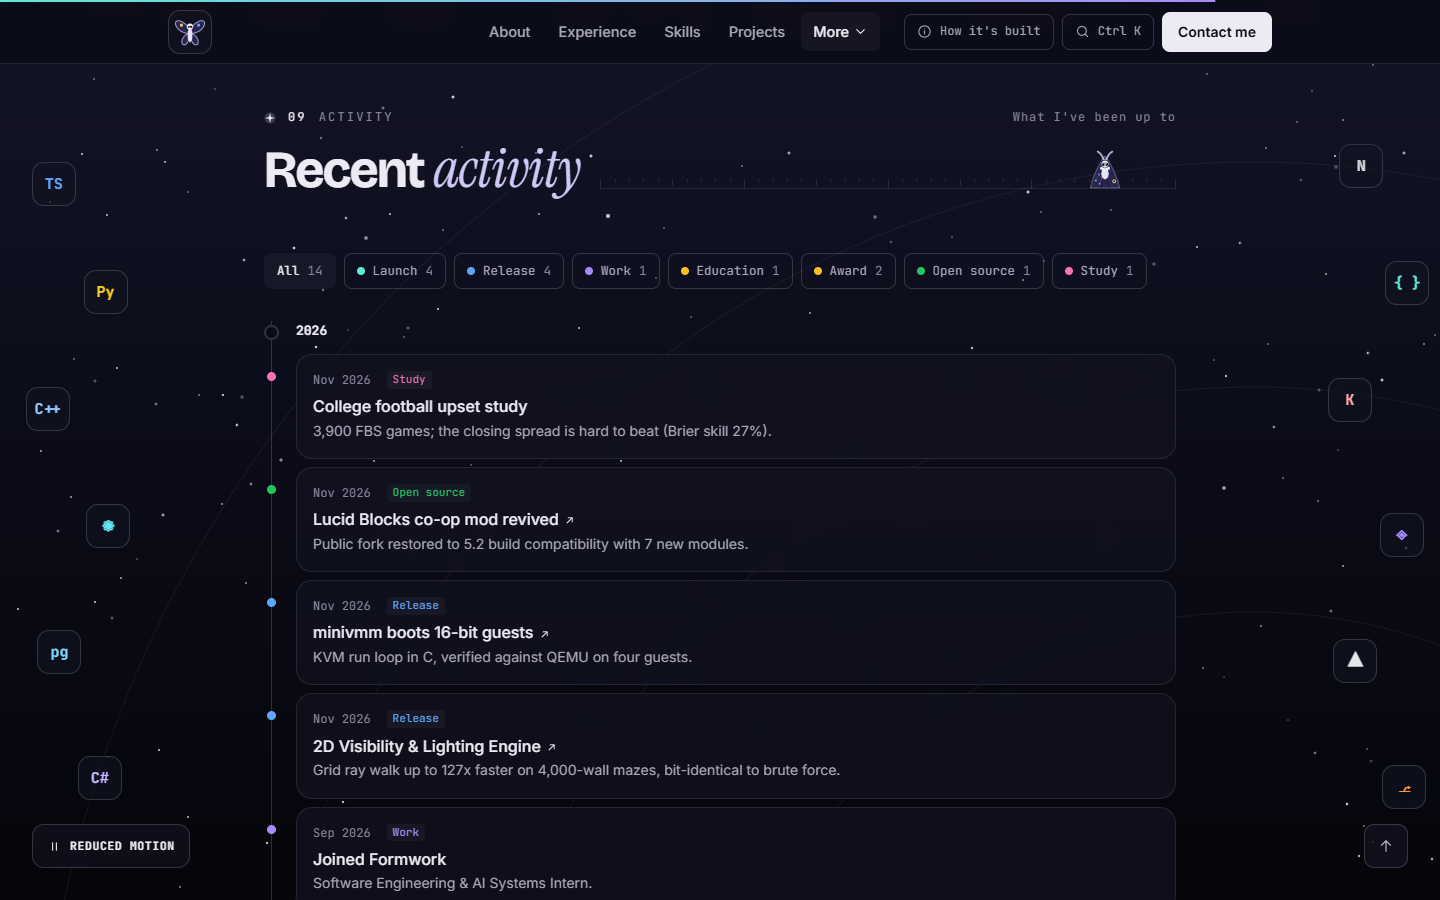 About Experience Skills Projects More How it's built Ctrl K Contact me
09 ACTIVITY
What I've been up to
Recent activity
All 14 Launch 4 Release 4 Work 1 Education 1 Award 2 Open source 1 Study 1
2026
Nov 2026 Study
College football upset study
3,900 FBS games; the closing spread is hard to beat (Brier skill 27%).
Nov 2026 Open source
Lucid Blocks co-op mod revived ↗
Public fork restored to 5.2 build compatibility with 7 new modules.
Nov 2026 Release
minivmm boots 16-bit guests ↗
KVM run loop in C, verified against QEMU on four guests.
Nov 2026 Release
2D Visibility & Lighting Engine ↗
Grid ray walk up to 127x faster on 4,000-wall mazes, bit-identical to brute force.
Sep 2026 Work
Joined Formwork
Software Engineering & AI Systems Intern.
TS
Py
C++
pg
C#
REDUCED MOTION
N
{ }
K